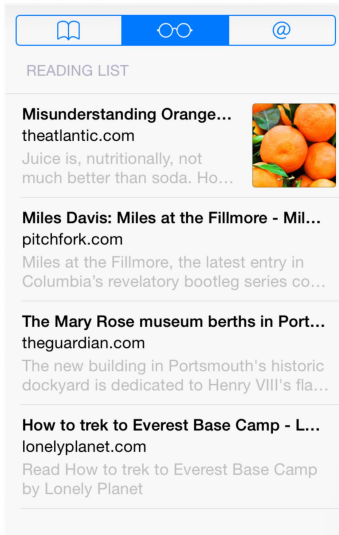 @
READING LIST
Misunderstanding Orange...
theatlantic.com
Juice is, nutritionally, not
much better than soda. Ho...
Miles Davis: Miles at the Fillmore - Mil...
pitchfork.com
Miles at the Fillmore, the latest entry in
Columbia's revelatory bootleg series co...
The Mary Rose museum berths in Port...
theguardian.com
The new building in Portsmouth's historic
dockyard is dedicated to Henry VIII's fla...
How to trek to Everest Base Camp - L...
lonelyplanet.com
Read How to trek to Everest Base Camp
by Lonely Planet